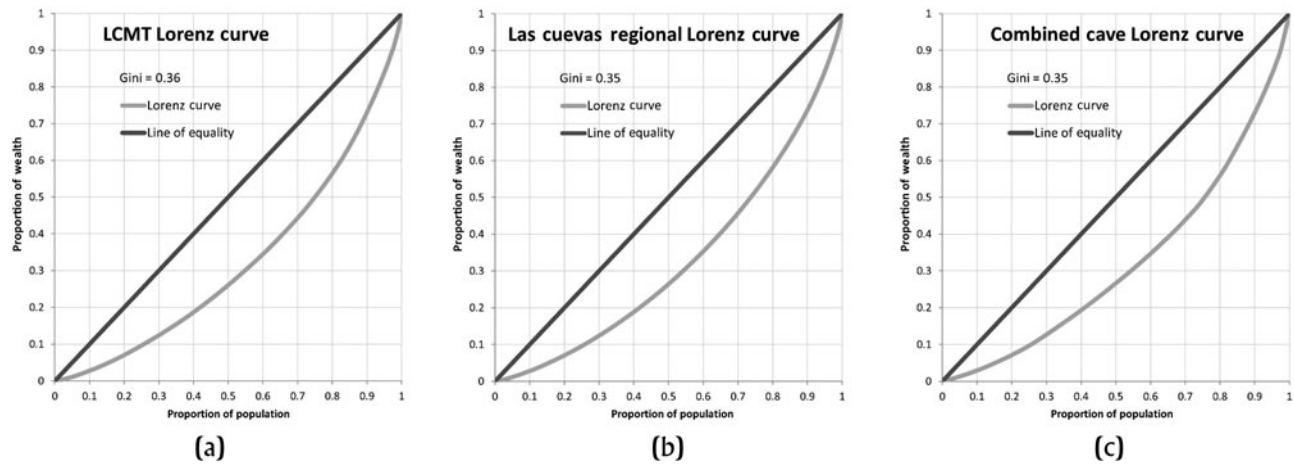 LCMT Lorenz curve
Gini = 0.36
Lorenz curve
Line of equality
Proportion of wealth
1
0.9
0.8
0.7
0.6
0.5
0.4
0.3
0.2
0.1
0
0 0.1 0.2 0.3 0.4 0.5 0.6 0.7 0.8 0.9 1
Proportion of population
(a)
Las cuevas regional Lorenz curve
Gini = 0.35
Lorenz curve
Line of equality
Proportion of wealth
1
0.9
0.8
0.7
0.6
0.5
0.4
0.3
0.2
0.1
0
0 0.1 0.2 0.3 0.4 0.5 0.6 0.7 0.8 0.9 1
Proportion of population
(b)
Combined cave Lorenz curve
Gini = 0.35
Lorenz curve
Line of equality
Proportion of wealth
1
0.9
0.8
0.7
0.6
0.5
0.4
0.3
0.2
0.1
0
0 0.1 0.2 0.3 0.4 0.5 0.6 0.7 0.8 0.9 1
Proportion of population
(c)